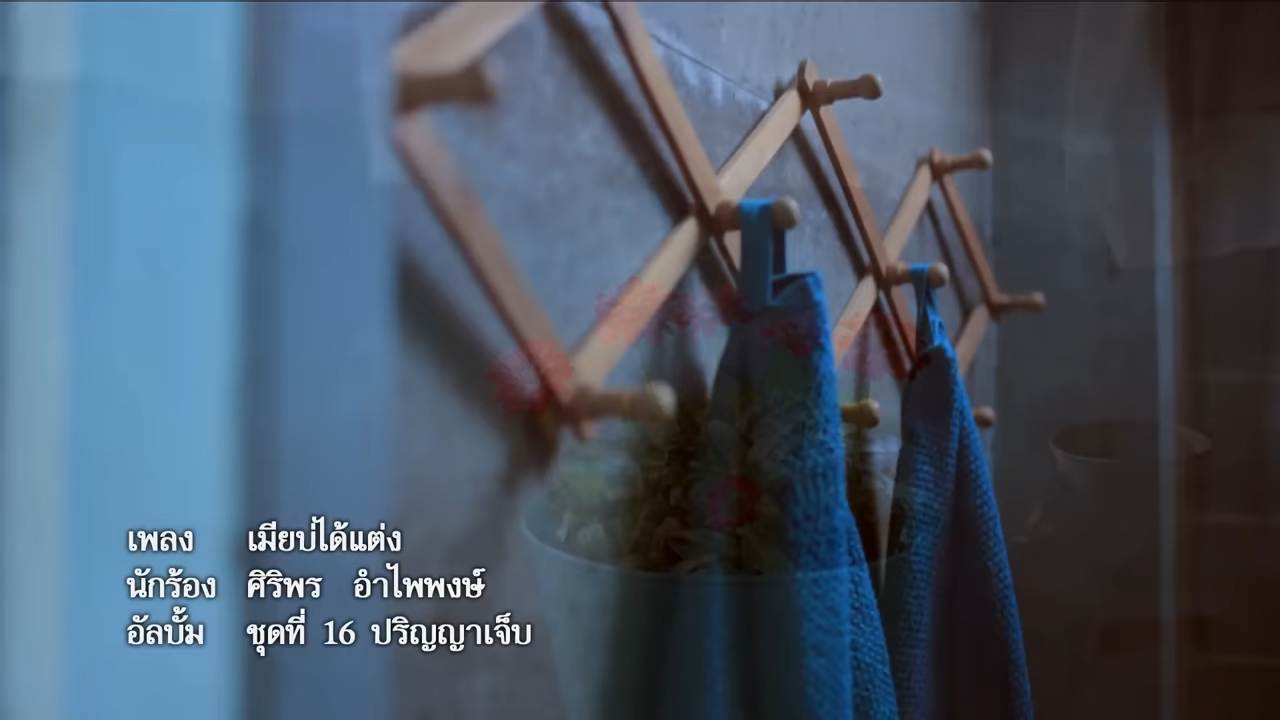 เพลง เมียบ่ได้แต่ง
นักร้อง ศิริพร อำไพพงษ์
อัลบั้ม ชุดที่ 16 ปริญญาเจ็บ